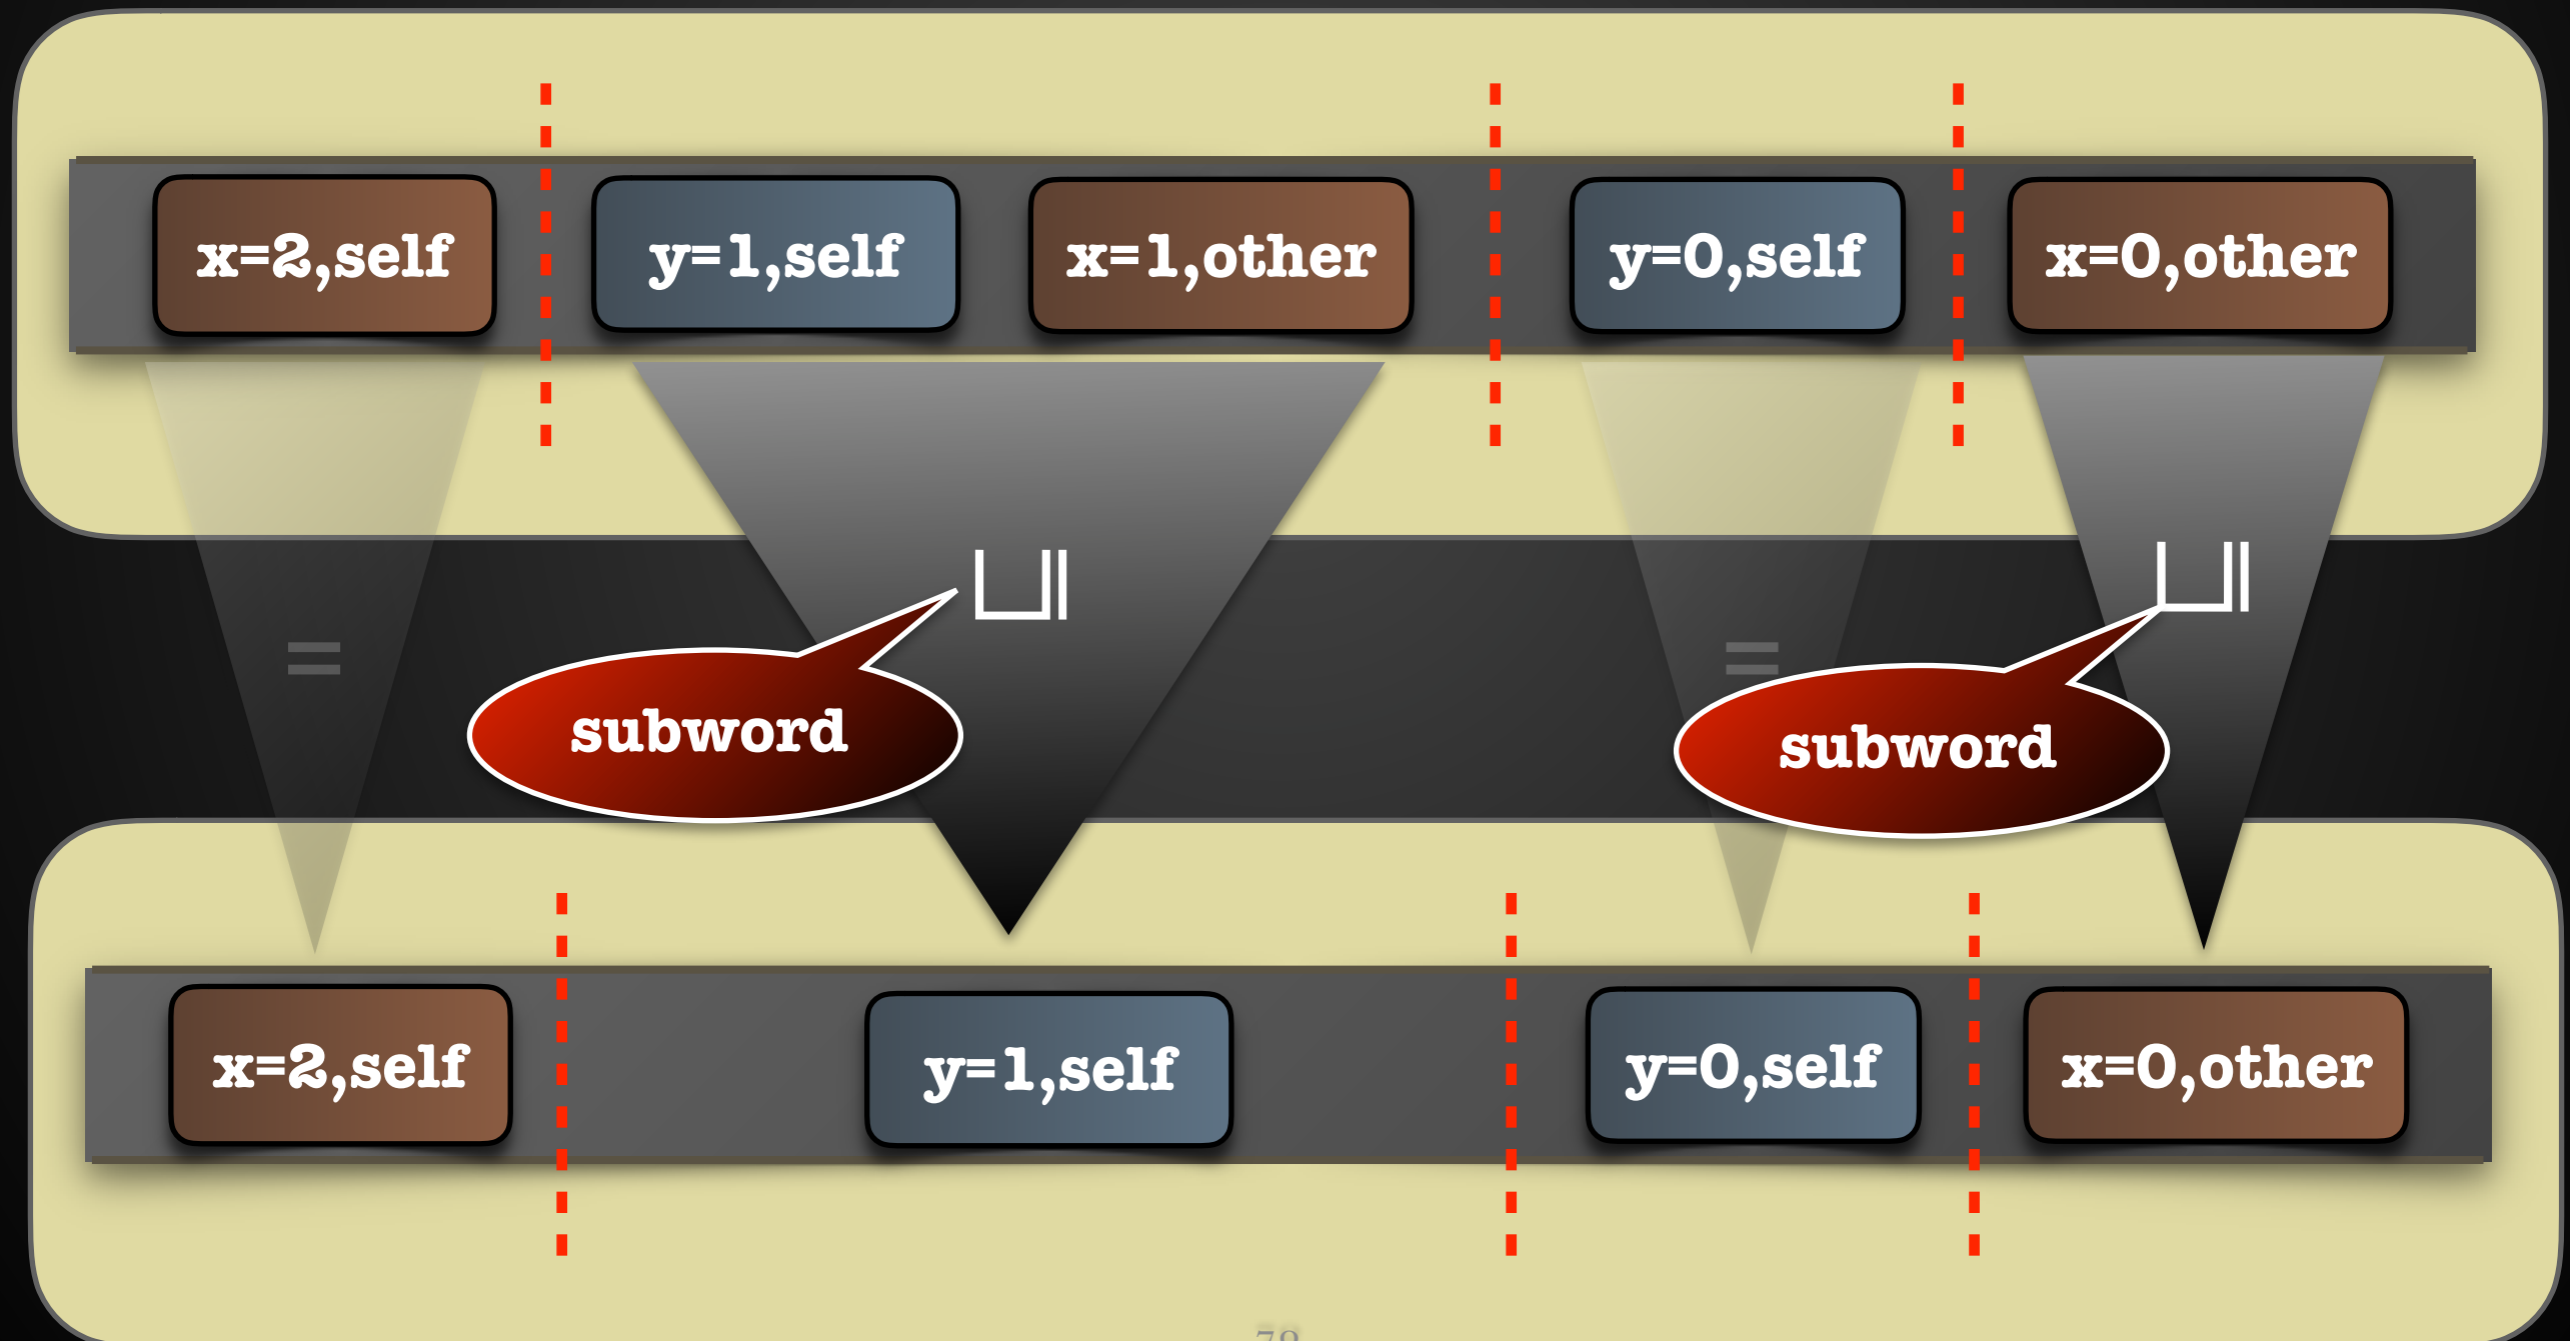 x=2,self y=1,self x=1,other y=0,self x=0,other
= ⊑ = ⊑
subword subword
x=2,self y=1,self y=0,self x=0,other